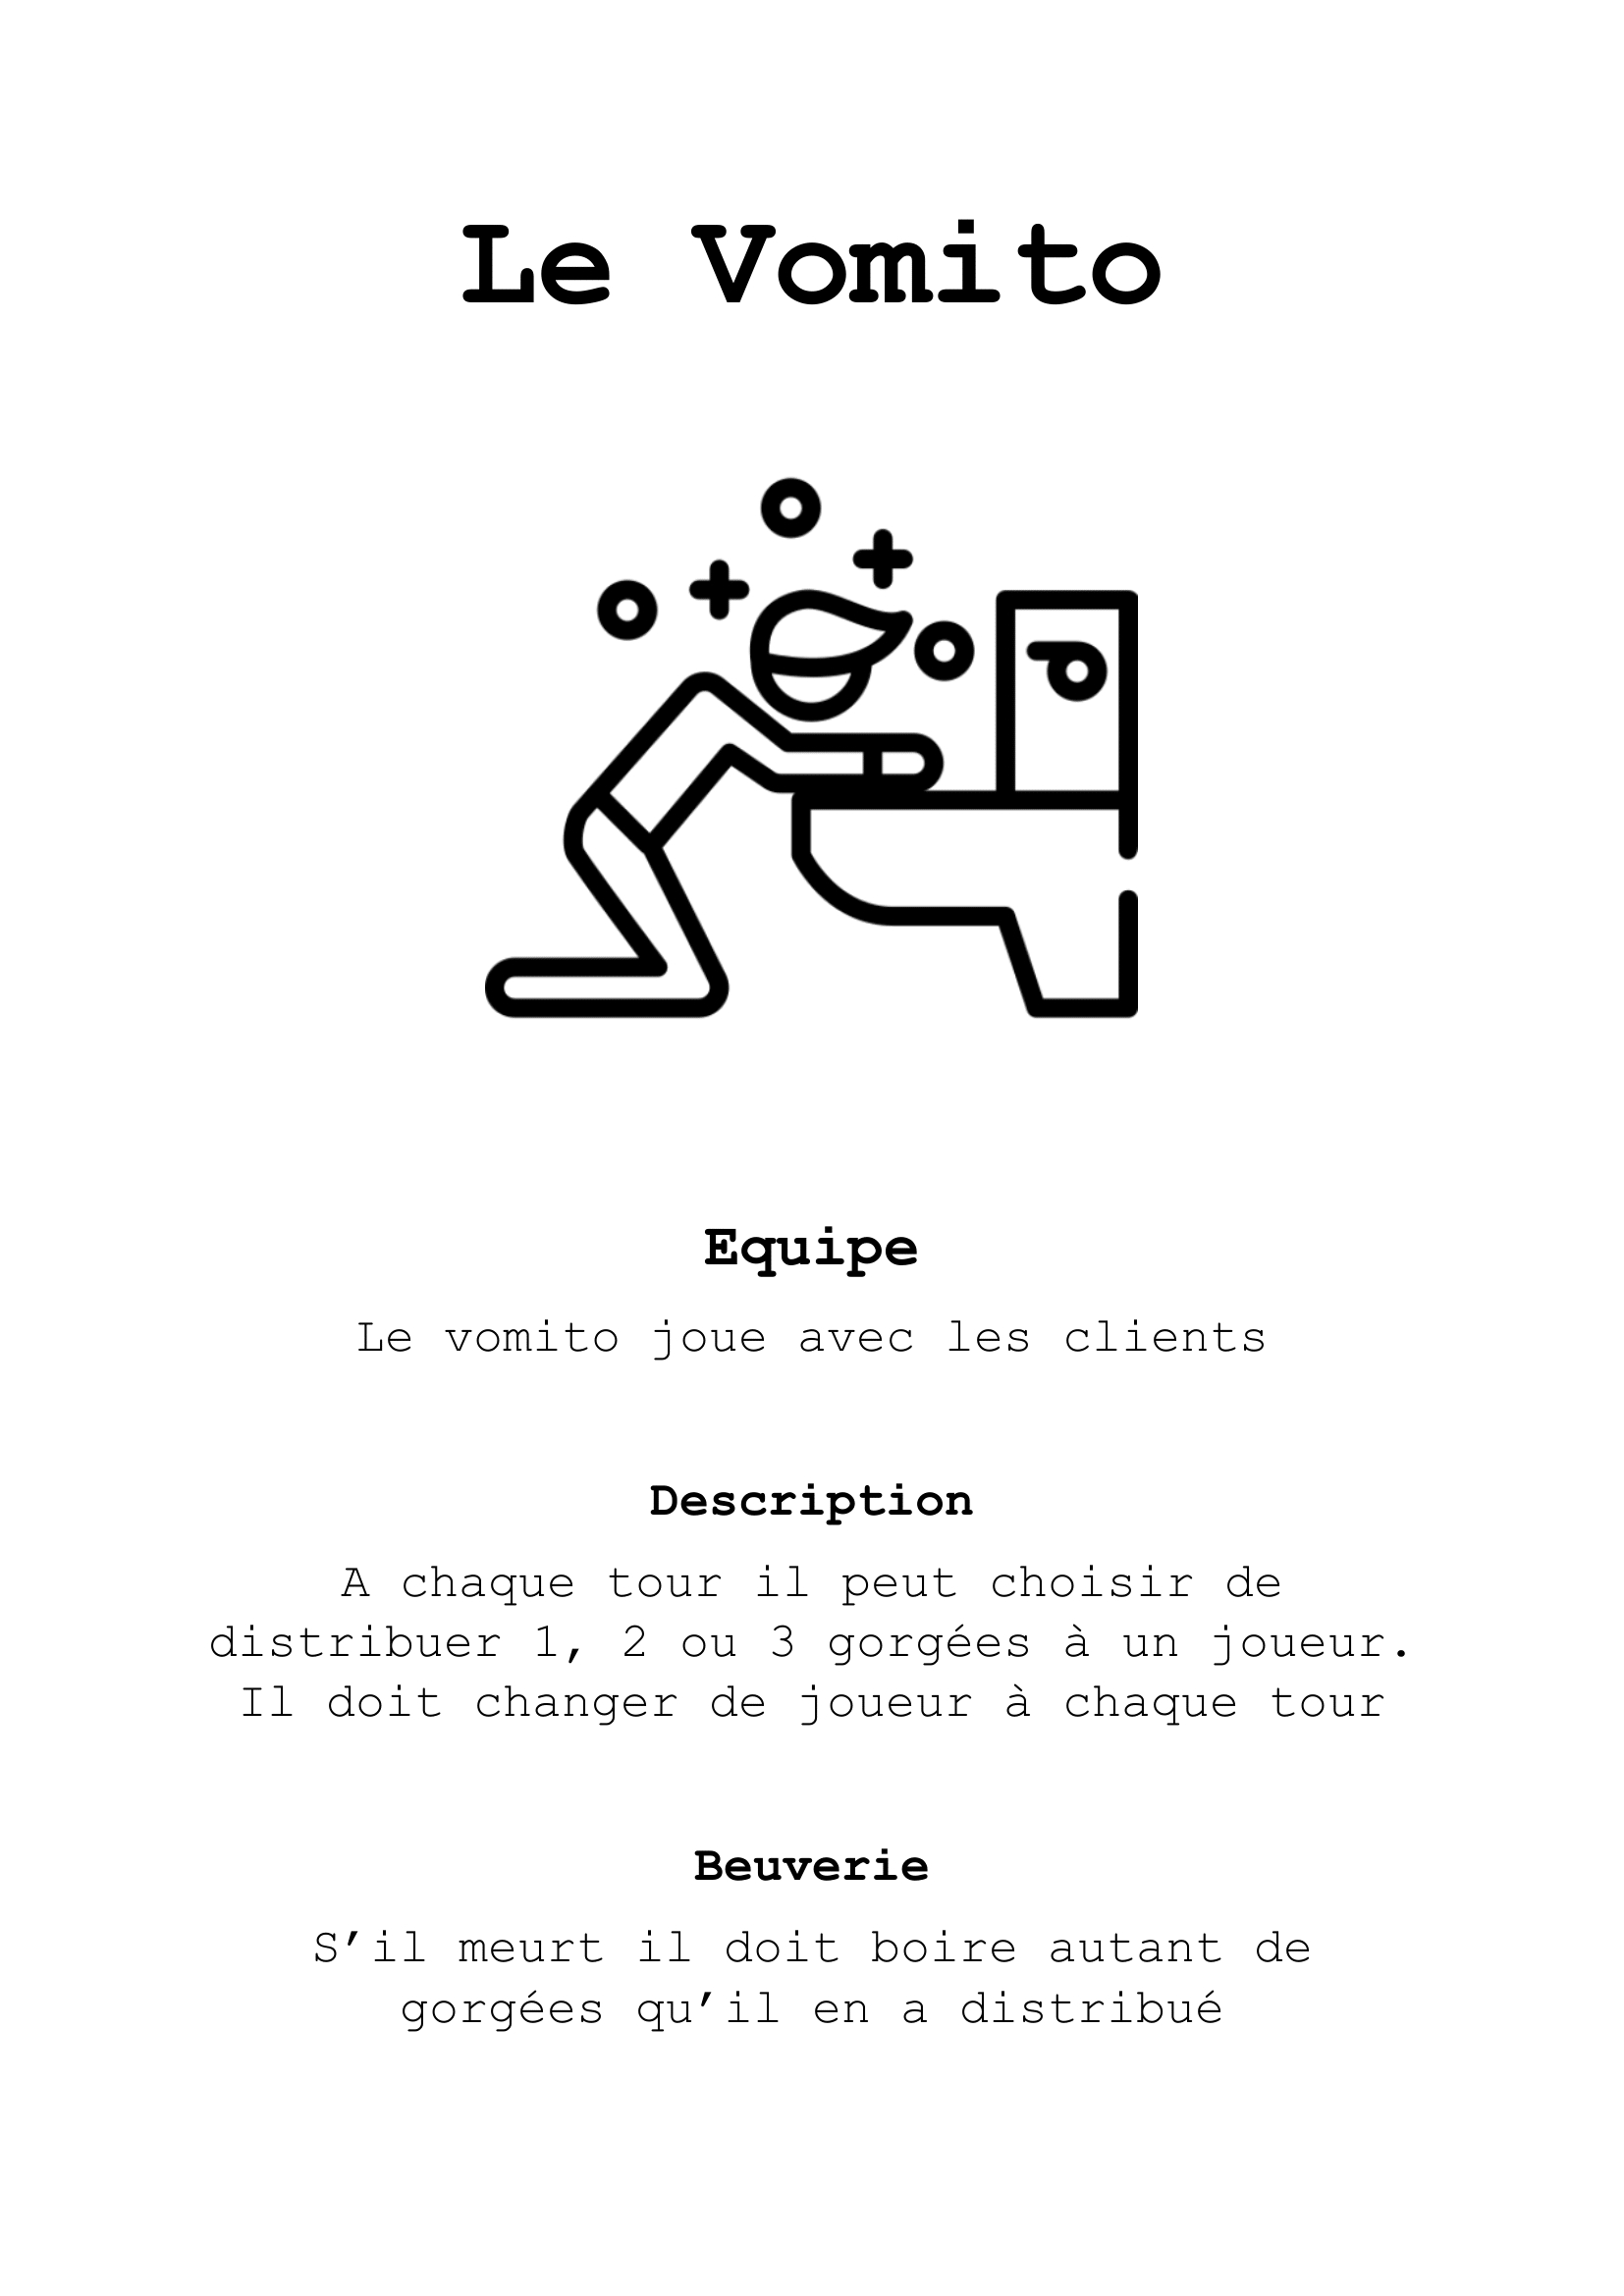 Le Vomito
Equipe
Le vomito joue avec les clients
Description
A chaque tour il peut choisir de
distribuer 1, 2 ou 3 gorgées à un joueur.
Il doit changer de joueur à chaque tour
Beuverie
S’il meurt il doit boire autant de
gorgées qu’il en a distribué